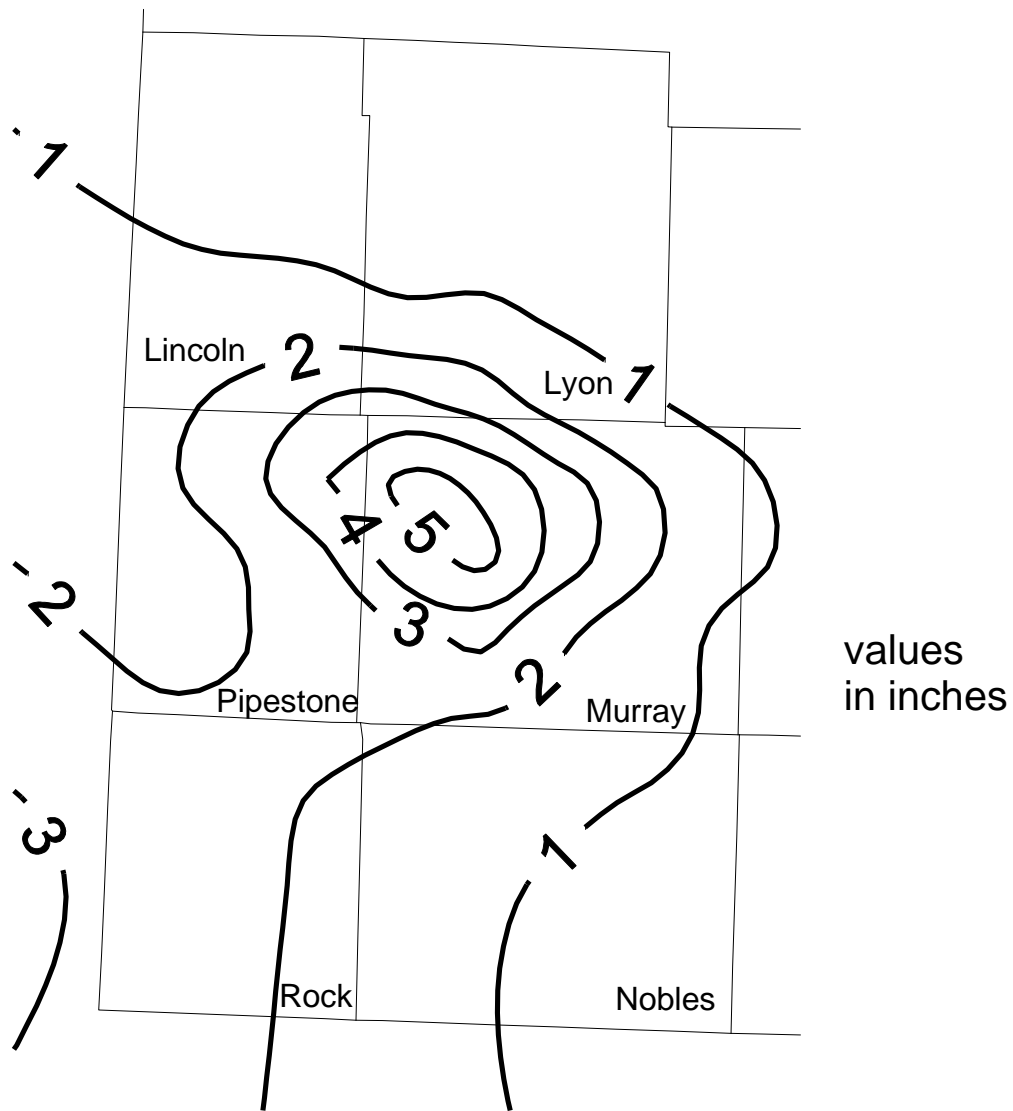 1
Lincoln
2
Lyon
1
4
5
2
3
values
in inches
2
Pipestone
Murray
3
1
Rock
Nobles